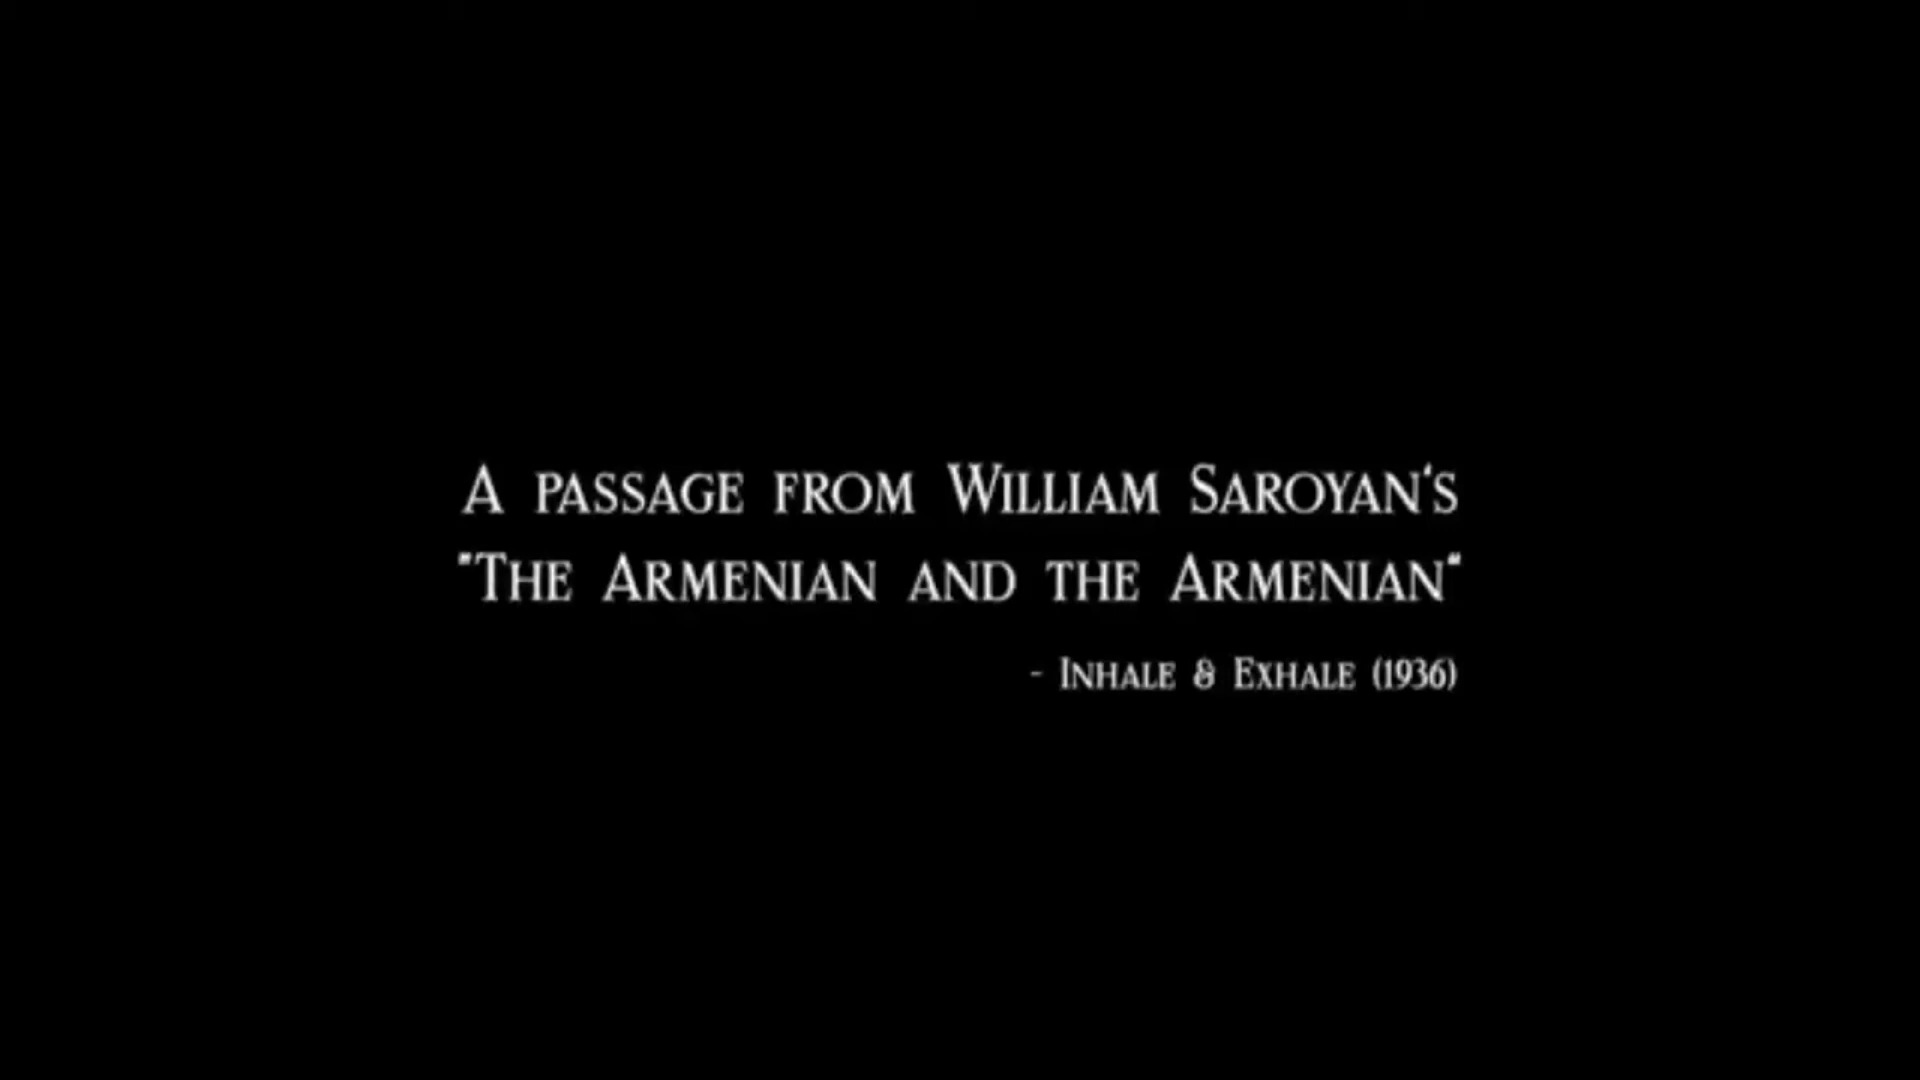 A PASSAGE FROM WILLIAM SAROYAN'S
"THE ARMENIAN AND THE ARMENIAN"
- INHALE & EXHALE (1936)